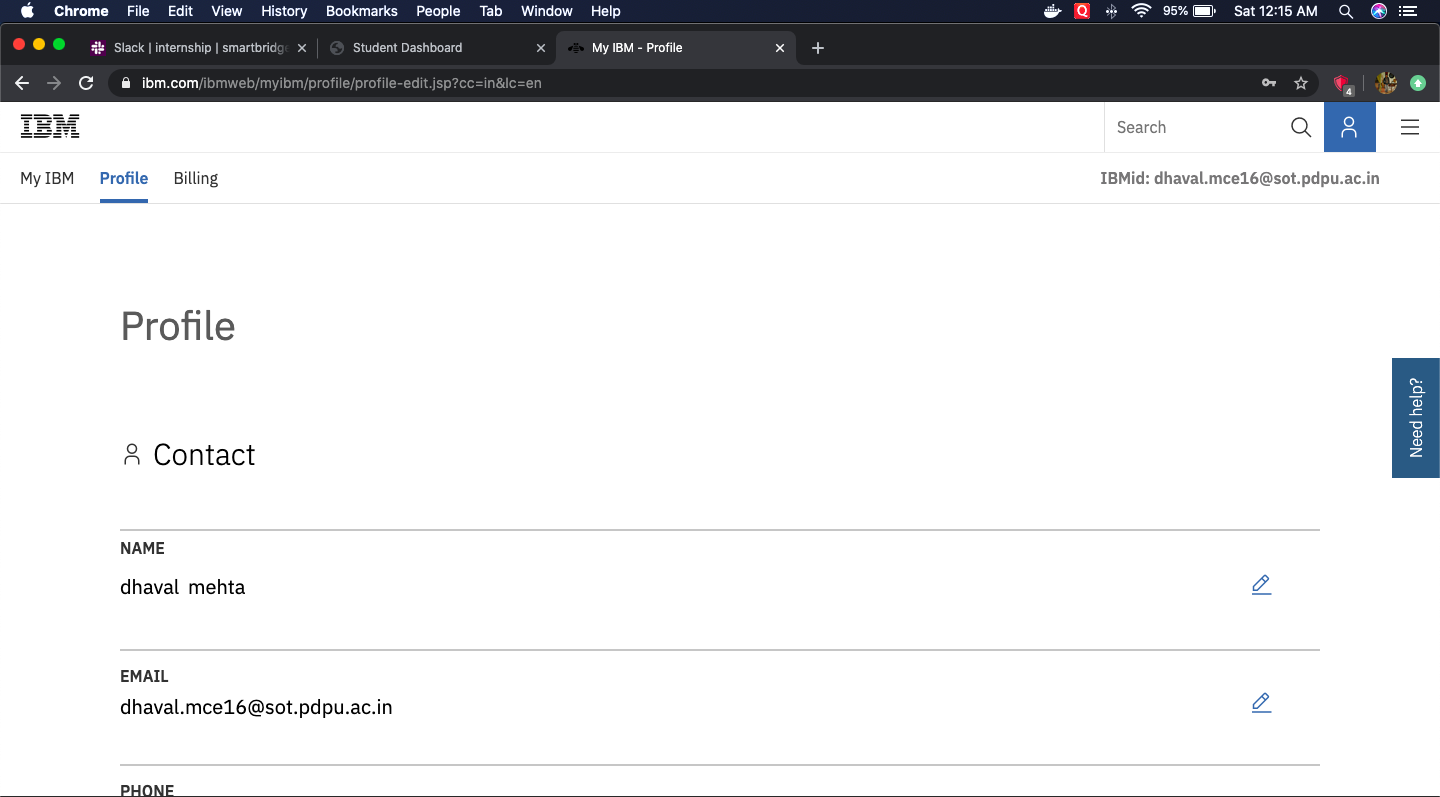 Chrome File Edit View History Bookmarks People Tab Window Help 95% Sat 12:15 AM
Slack | internship | smartbridge Student Dashboard My IBM - Profile
ibm.com/ibmweb/myibm/profile/profile-edit.jsp?cc=in&lc=en 4
IBM Search
My IBM Profile Billing IBMid: dhaval.mce16@sot.pdpu.ac.in
Profile
Need help?
Contact
NAME
dhaval mehta
EMAIL
dhaval.mce16@sot.pdpu.ac.in
PHONE